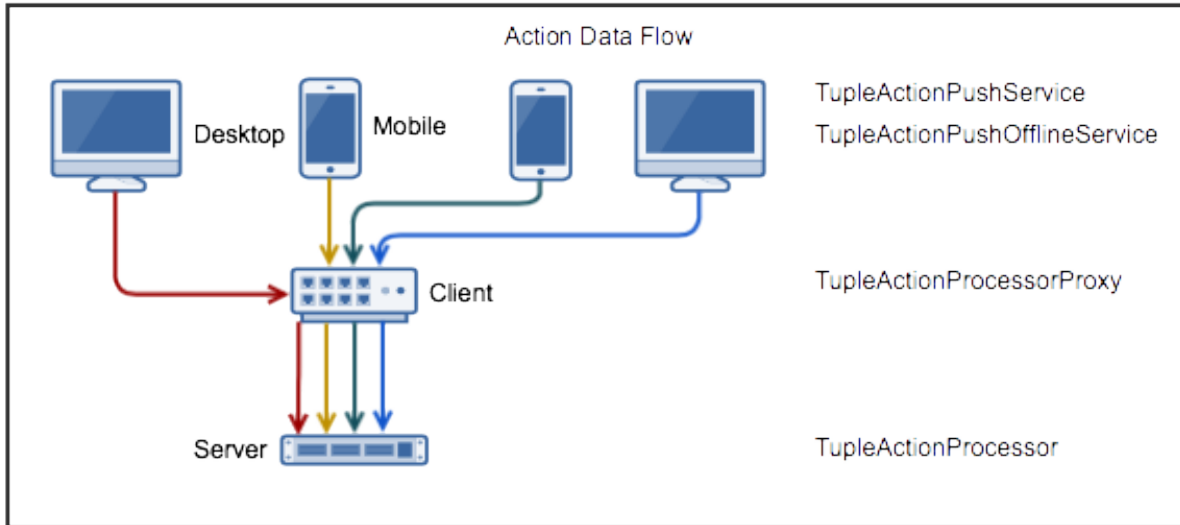 Action Data Flow
TupleActionPushService
Desktop
Mobile
TupleActionPushOfflineService
Client
TupleActionProcessorProxy
Server
TupleActionProcessor